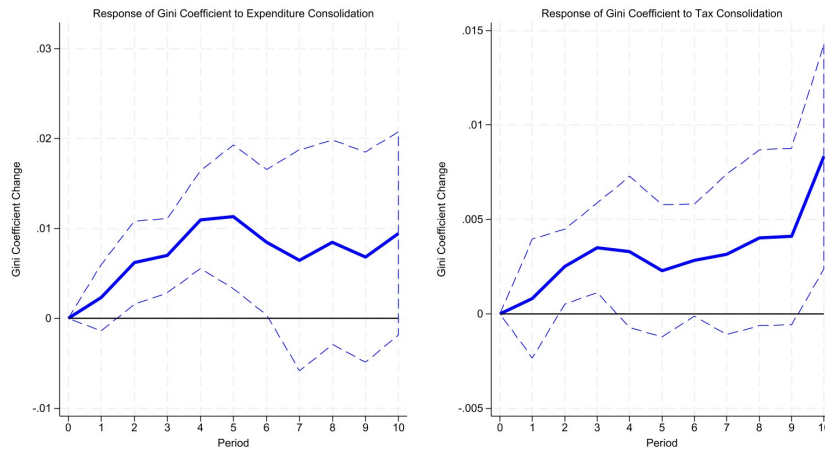 Response of Gini Coefficient to Expenditure Consolidation
.03
.02
.01
0
-.01
Gini Coefficient Change
0 1 2 3 4 5 6 7 8 9 10
Period
Response of Gini Coefficient to Tax Consolidation
.015
.01
.005
0
-.005
Gini Coefficient Change
0 1 2 3 4 5 6 7 8 9
Period